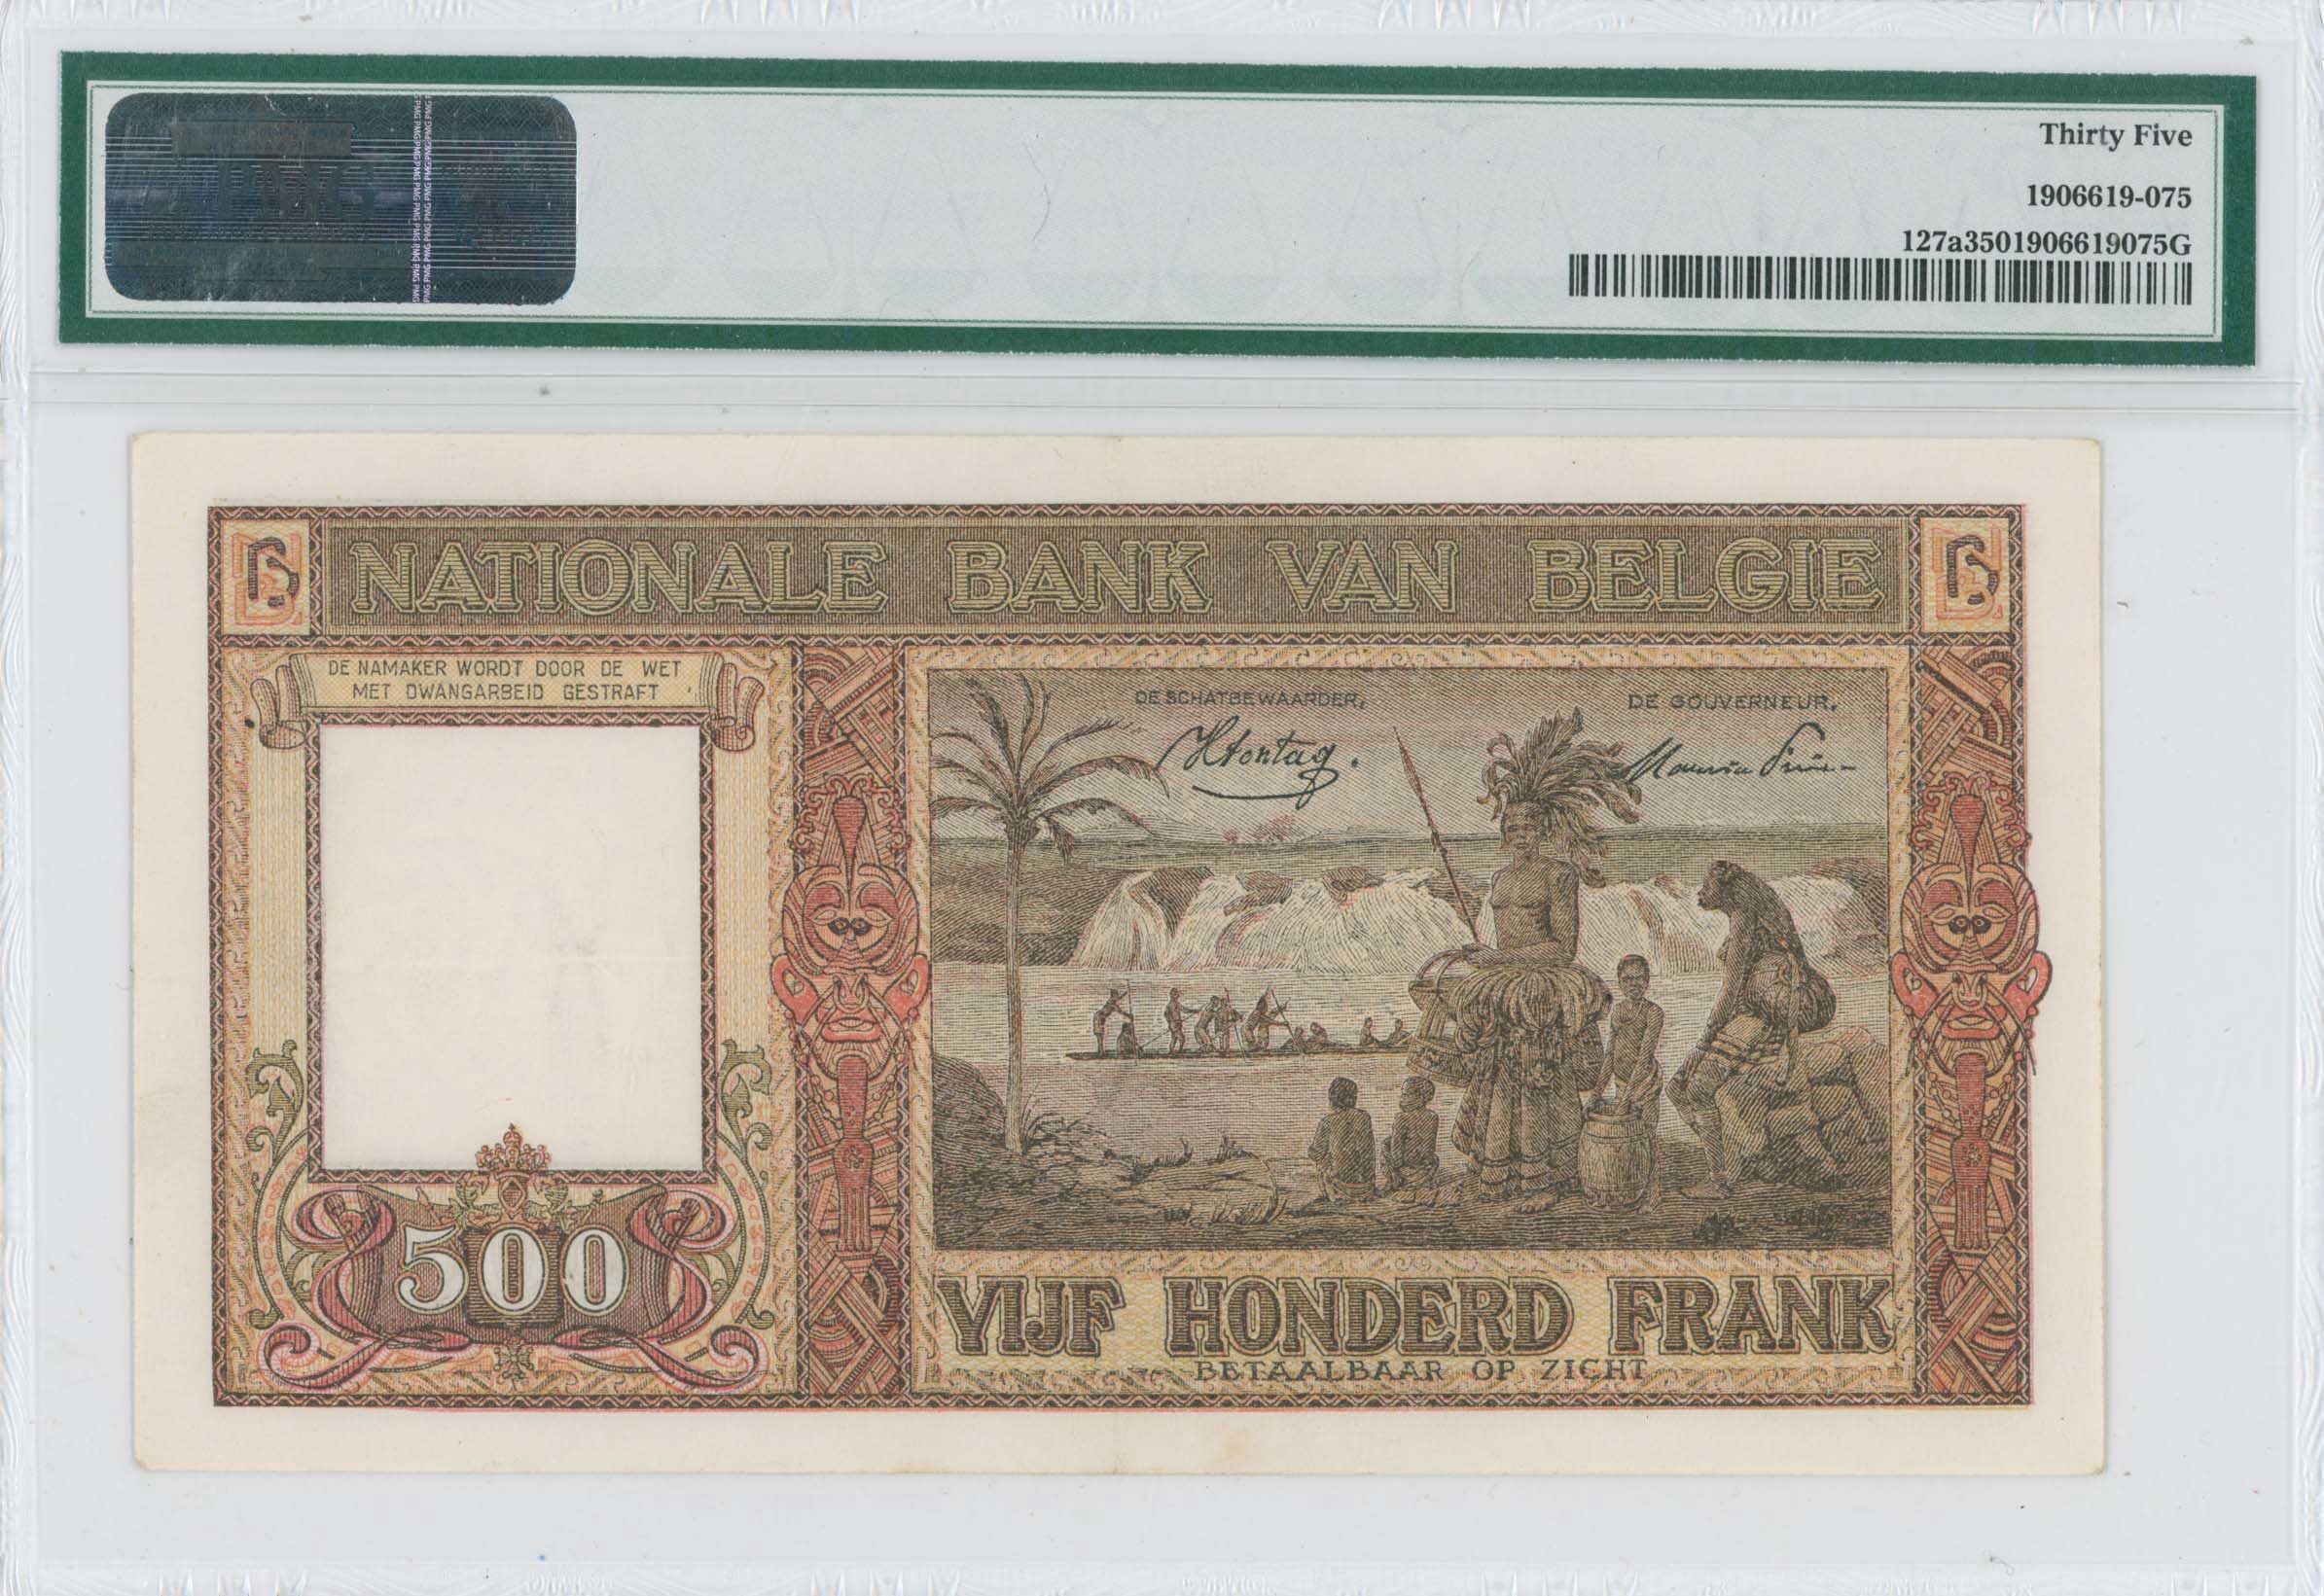 Thirty Five
1906619-075
127a3501906619075G
NATIONALE BANK VAN BELGIE
DE NAMAKER WORDT DOOR DE WET
MET DWANGARBEID GESTRAFT
DE SCHATBEWAARDER,
DE GOUVERNEUR,
500
VIJF HONDERD FRANK
BETAALBAAR OP ZICHT